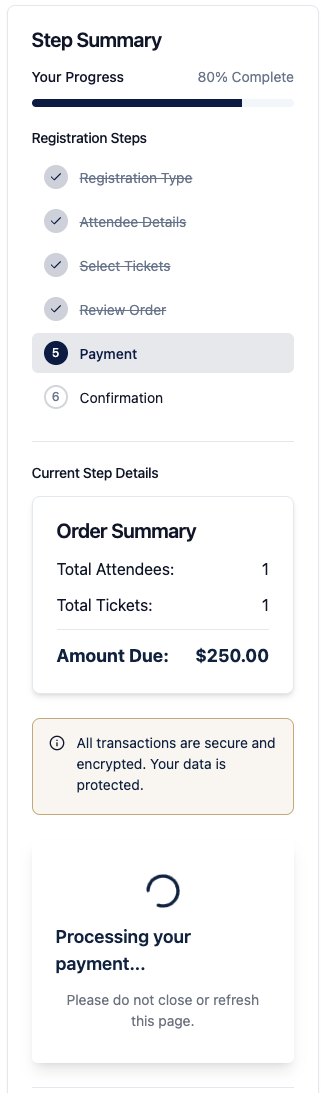 Step Summary
Your Progress 80% Complete
Registration Steps
Registration Type
Attendee Details
Select Tickets
Review Order
5 Payment
6 Confirmation
Current Step Details
Order Summary
Total Attendees: 1
Total Tickets: 1
Amount Due: $250.00
All transactions are secure and
encrypted. Your data is
protected.
Processing your
payment...
Please do not close or refresh
this page.